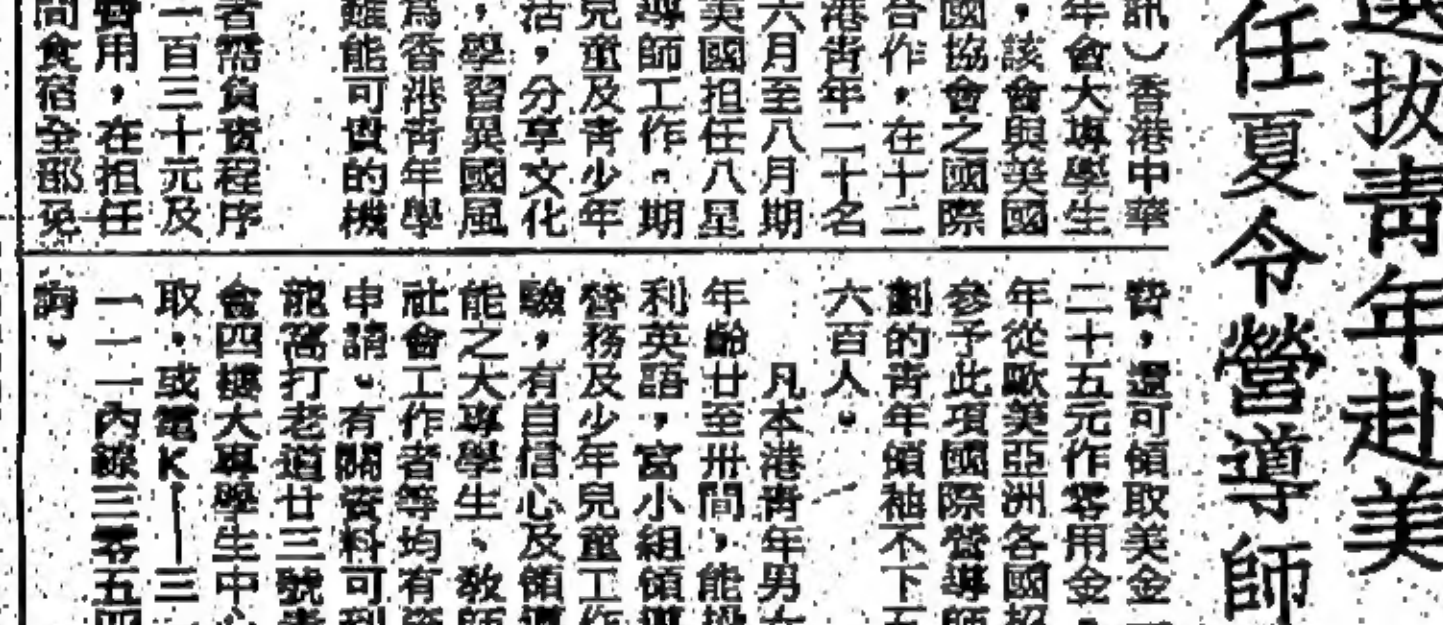 選拔青年赴美
任夏令營導師
訊）香港中華
年會大專學生
，該會與美國
國協會之國際
合作，在十二
港青年二十名
六月至八月期
美國担任八星
導師工作。期
兒童及青少年
活，分享文化
，學習異國風
為香港青年學
雖能可貴的機
者需負責程序
一百三十元及
費用，在担任
間食宿全部免
費，還可領取美金
二十五元作零用金，
年從歐美亞洲各國招
參予此項國際營導師
劃的青年領袖不下五
六百人。
凡本港青年男女
年齡廿至卅間，能操
利英語，富小組領導
營務及少年兒童工作
驗，有自信心及領導
能之大專學生、教師
社會工作者等均有資
申請。有關資料可到
龍窩打老道廿三號青
會四樓大專學生中心
取，或電K—三
一一一內線三零五四
詢。